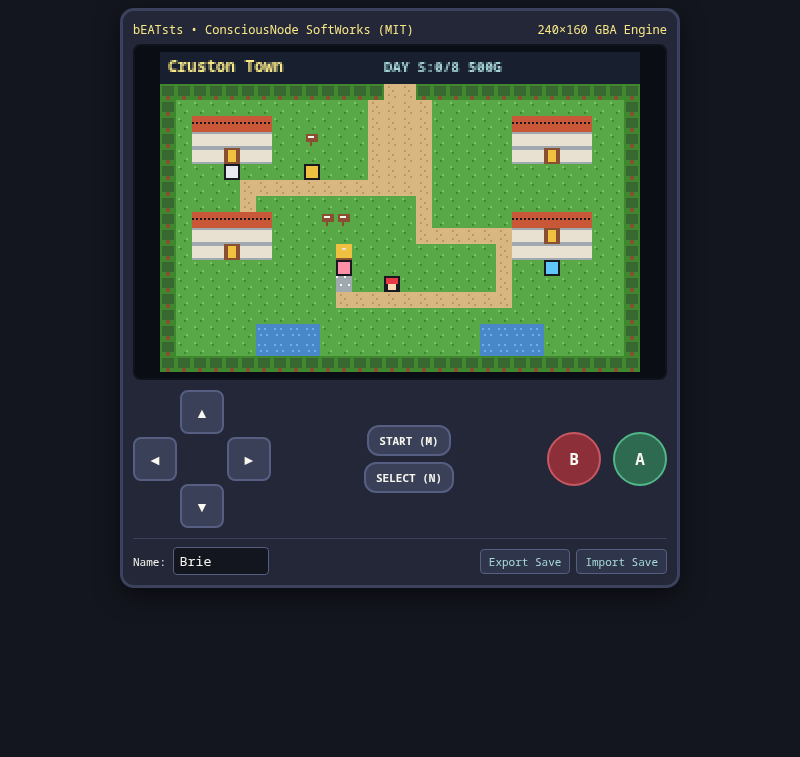 bEATsts • ConsciousNode SoftWorks (MIT)
240×160 GBA Engine
Cruston Town
DAY S:0/8 500G
▲
◀
▶
▼
START (M)
SELECT (N)
B
A
Name: Brie
Export Save
Import Save